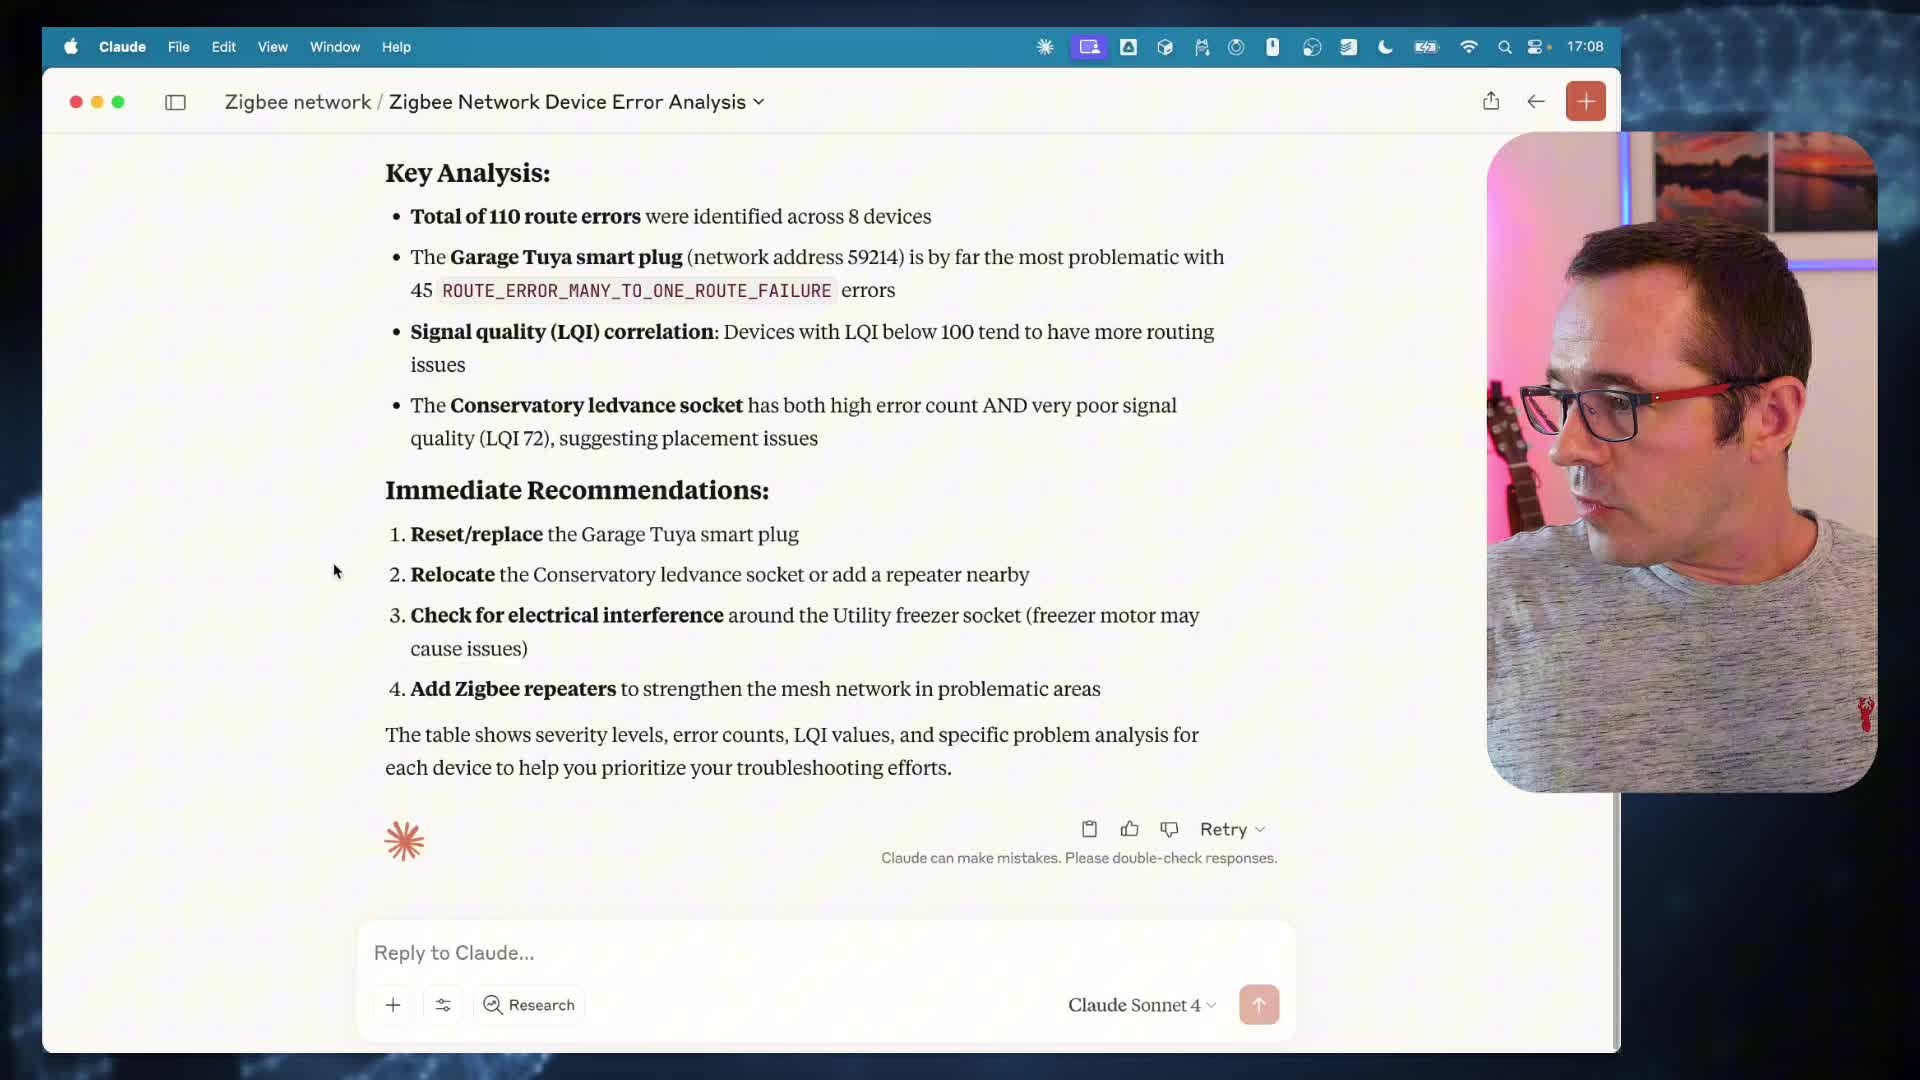 Claude File Edit View Window Help 17:08
Zigbee network / Zigbee Network Device Error Analysis
Key Analysis:
• Total of 110 route errors were identified across 8 devices
• The Garage Tuya smart plug (network address 59214) is by far the most problematic with
45 ROUTE_ERROR_MANY_TO_ONE_ROUTE_FAILURE errors
• Signal quality (LQI) correlation: Devices with LQI below 100 tend to have more routing
issues
• The Conservatory ledvance socket has both high error count AND very poor signal
quality (LQI 72), suggesting placement issues
Immediate Recommendations:
1. Reset/replace the Garage Tuya smart plug
2. Relocate the Conservatory ledvance socket or add a repeater nearby
3. Check for electrical interference around the Utility freezer socket (freezer motor may
cause issues)
4. Add Zigbee repeaters to strengthen the mesh network in problematic areas
The table shows severity levels, error counts, LQI values, and specific problem analysis for
each device to help you prioritize your troubleshooting efforts.
Retry
Claude can make mistakes. Please double-check responses.
Reply to Claude...
Research
Claude Sonnet 4